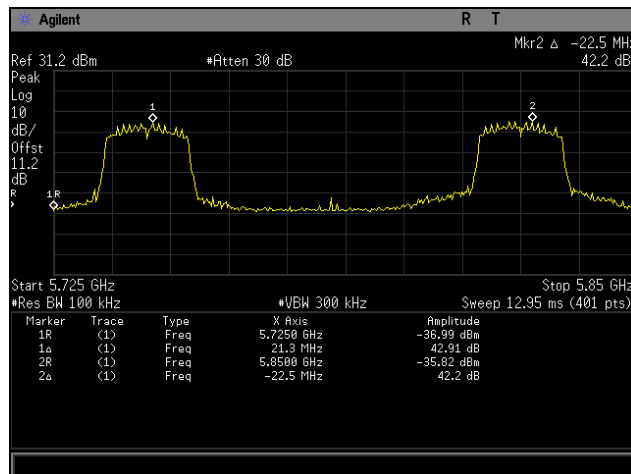 Agilent R T
Mkr2 Δ -22.5 MHz
Ref 31.2 dBm #Atten 30 dB 42.2 dB
Peak
Log
10
dB/
Offst
11.2
dB
1
2
R
1R
Start 5.725 GHz Stop 5.85 GHz
#Res BW 100 kHz #VBW 300 kHz Sweep 12.95 ms (401 pts)
Marker Trace Type X Axis Amplitude
1R (1) Freq 5.7250 GHz -36.99 dBm
1Δ (1) Freq 21.3 MHz 42.91 dB
2R (1) Freq 5.8500 GHz -35.82 dBm
2Δ (1) Freq -22.5 MHz 42.2 dB